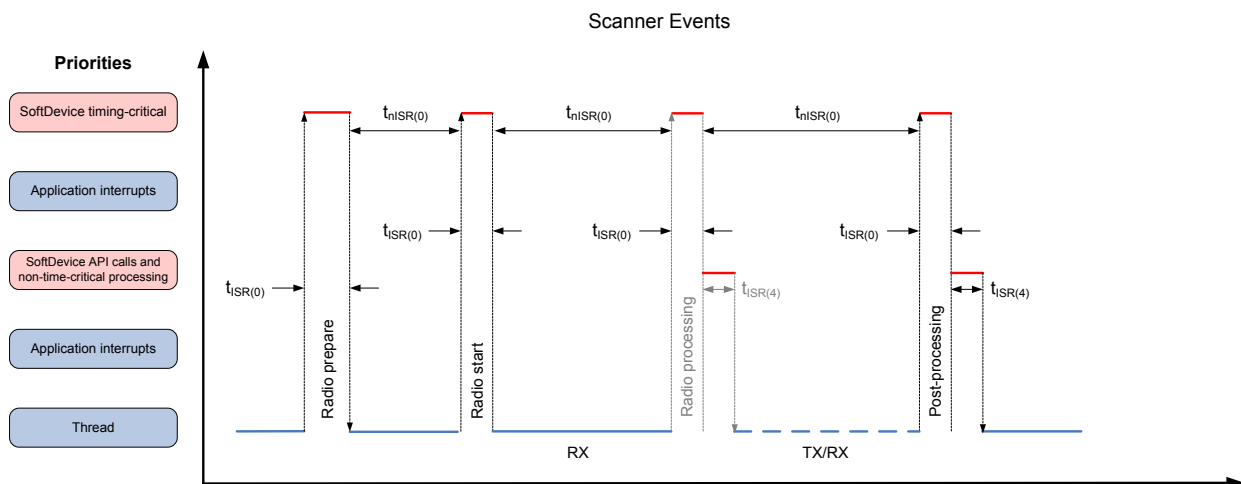 Scanner Events
Priorities
SoftDevice timing-critical
Application interrupts
SoftDevice API calls and
non-time-critical processing
Application interrupts
Thread
tnISR(0)
tnISR(0)
tnISR(0)
tISR(0)
tISR(0)
tISR(0)
tISR(0)
tISR(4)
tISR(4)
Radio prepare
Radio start
Radio processing
Post-processing
RX
TX/RX